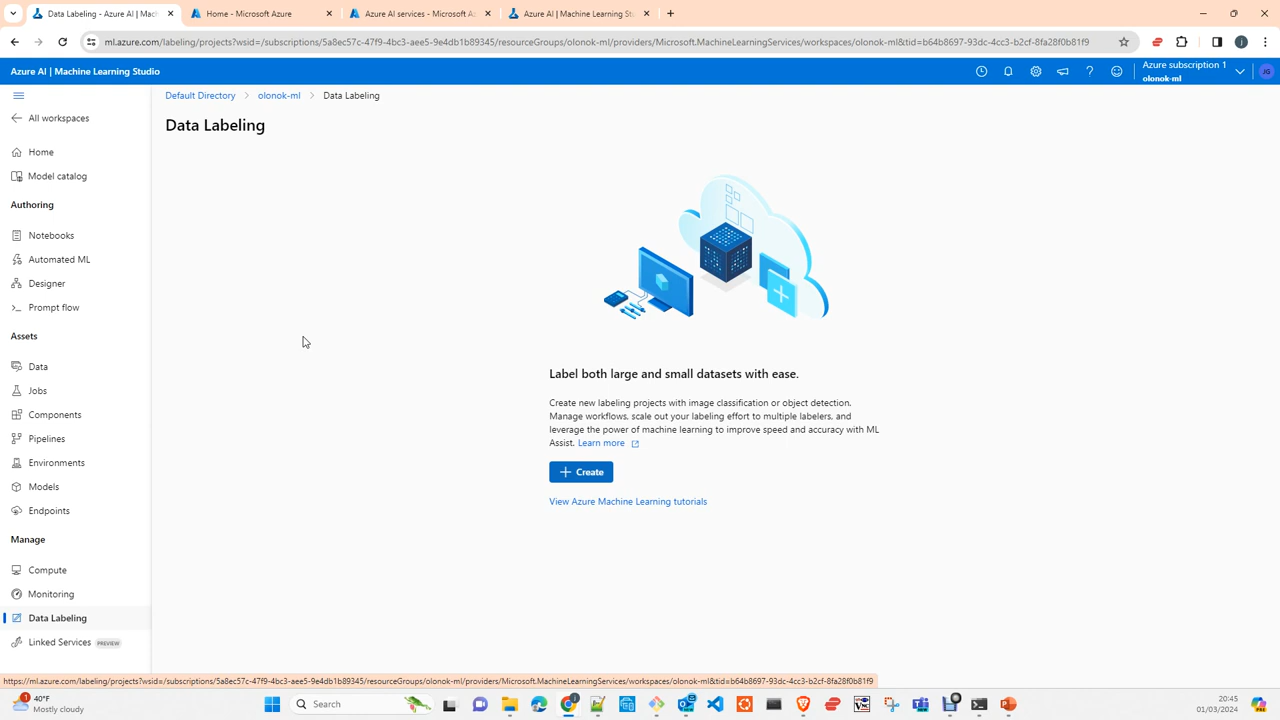 Data Labeling - Azure AI | Mach
Home - Microsoft Azure
Azure AI services - Microsoft Az
Azure AI | Machine Learning Stu
ml.azure.com/labeling/projects?wsid=/subscriptions/5a8ec57c-47f9-4bc3-aee5-9e4db1b89345/resourceGroups/olonok-ml/providers/Microsoft.MachineLearningServices/workspaces/olonok-ml&tid=b64b8697-93dc-4cc3-b2cf-8fa28f0b81f9
Azure AI | Machine Learning Studio
Azure subscription 1
olonok-ml
JG
Default Directory > olonok-ml > Data Labeling
All workspaces
Data Labeling
Home
Model catalog
Authoring
Notebooks
Automated ML
Designer
Prompt flow
Assets
Data
Jobs
Components
Pipelines
Environments
Models
Endpoints
Manage
Compute
Monitoring
Data Labeling
Linked Services PREVIEW
Label both large and small datasets with ease.
Create new labeling projects with image classification or object detection.
Manage workflows, scale out your labeling effort to multiple labelers, and
leverage the power of machine learning to improve speed and accuracy with ML
Assist. Learn more
Create
View Azure Machine Learning tutorials
https://ml.azure.com/labeling/projects?wsid=/subscriptions/5a8ec57c-47f9-4bc3-aee5-9e4db1b89345/resourceGroups/olonok-ml/providers/Microsoft.MachineLearningServices/workspaces/olonok-ml&tid=b64b8697-93dc-4cc3-b2cf-8fa28f0b81f9
1
40°F
Mostly cloudy
Search
20:45
01/03/2024